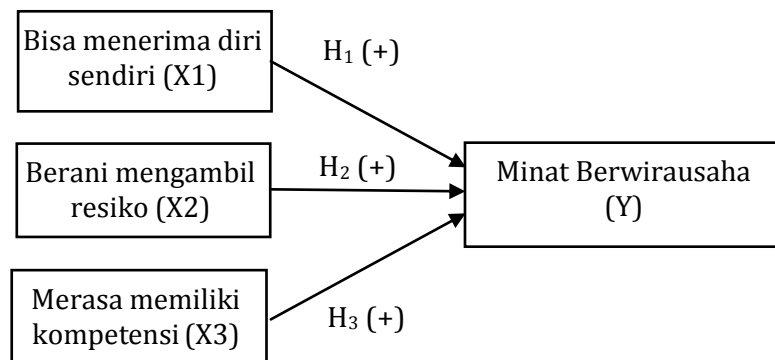 Bisa menerima diri
sendiri (X1)
H₁ (+)
Berani mengambil
resiko (X2)
H₂ (+)
Minat Berwirausaha
(Y)
Merasa memiliki
kompetensi (X3)
H₃ (+)